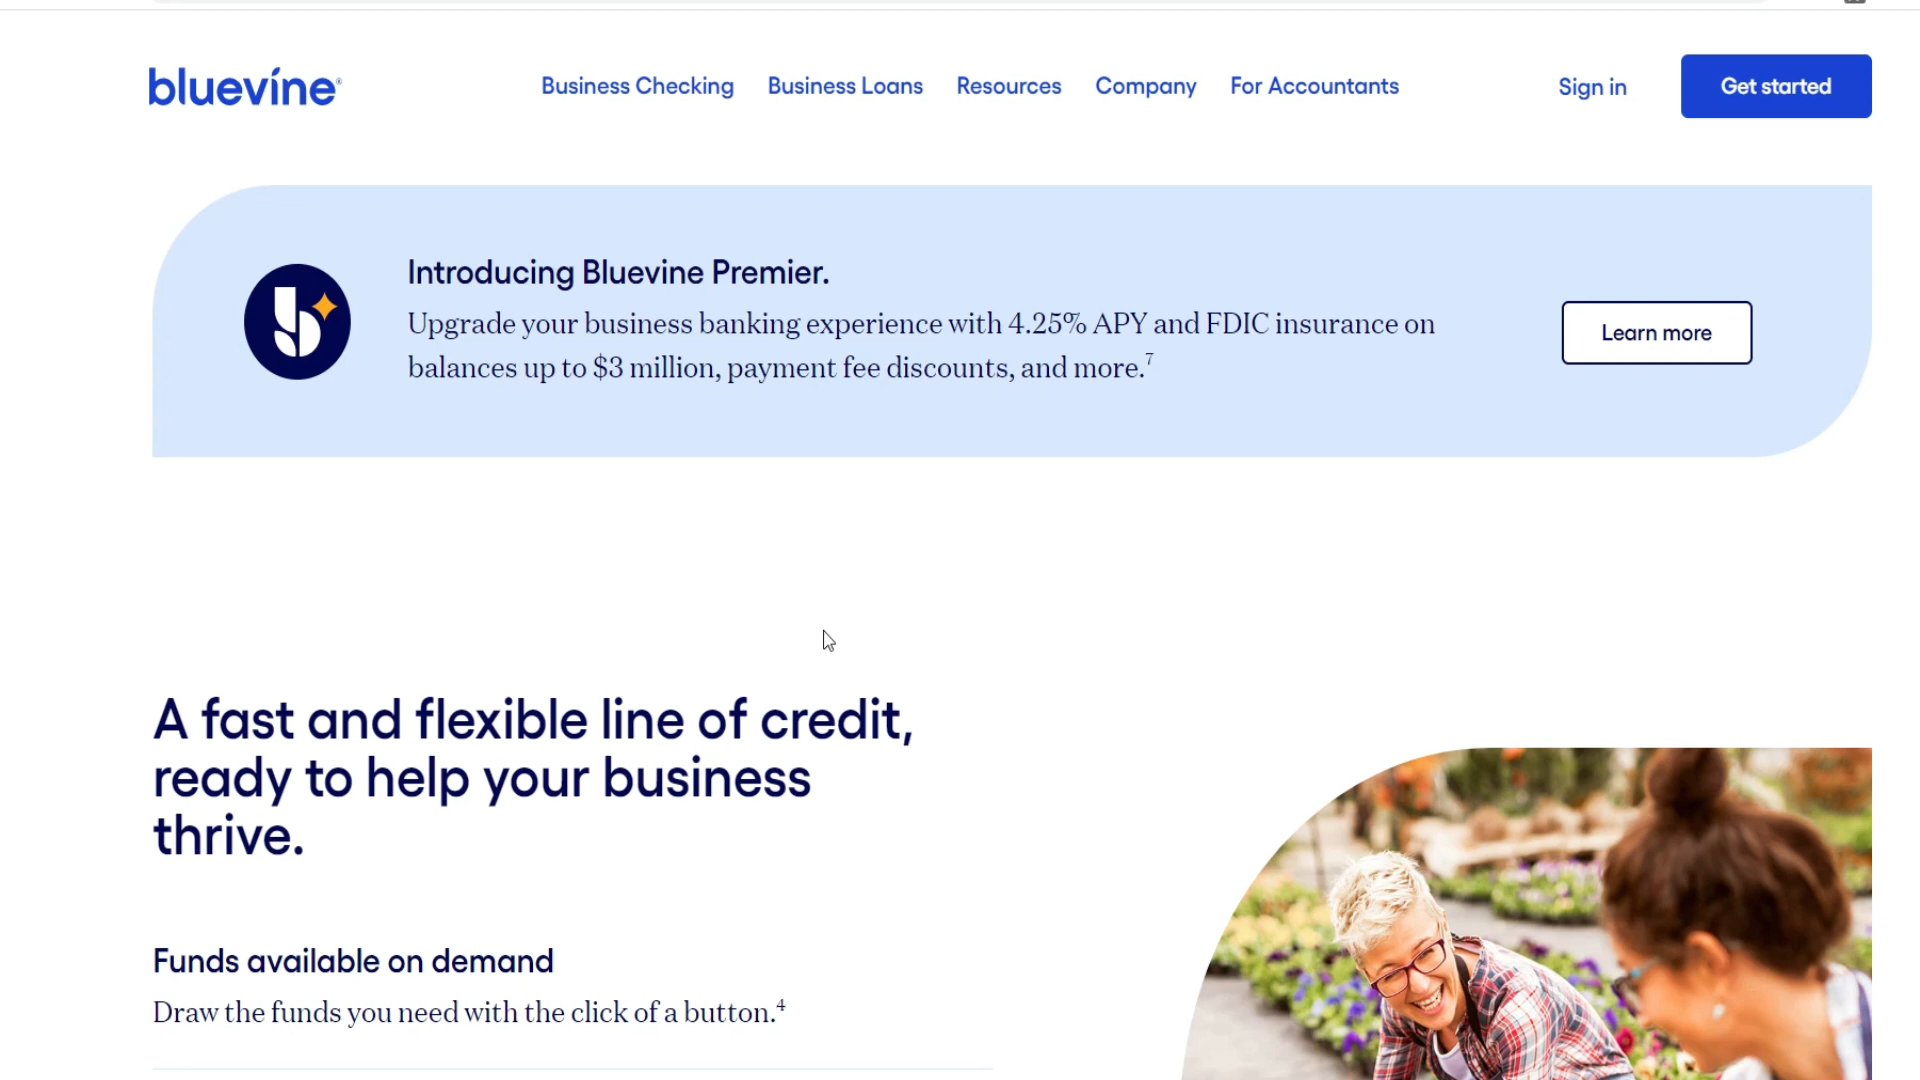 bluevine
Business Checking
Business Loans
Resources
Company
For Accountants
Sign in
Get started
Introducing Bluevine Premier.
Upgrade your business banking experience with 4.25% APY and FDIC insurance on
balances up to $3 million, payment fee discounts, and more.7
Learn more
A fast and flexible line of credit,
ready to help your business
thrive.
Funds available on demand
Draw the funds you need with the click of a button.4